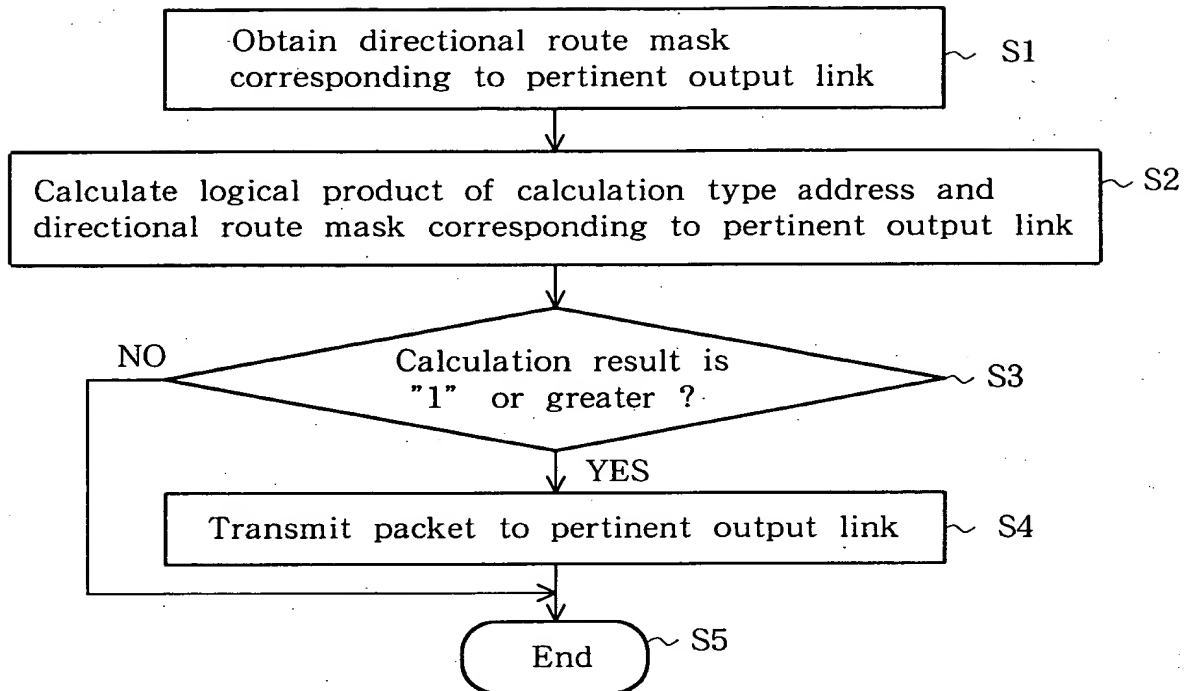 Obtain directional route mask
corresponding to pertinent output link
S1
Calculate logical product of calculation type address and
directional route mask corresponding to pertinent output link
S2
NO
Calculation result is
"1" or greater ?
S3
YES
Transmit packet to pertinent output link
S4
End
S5